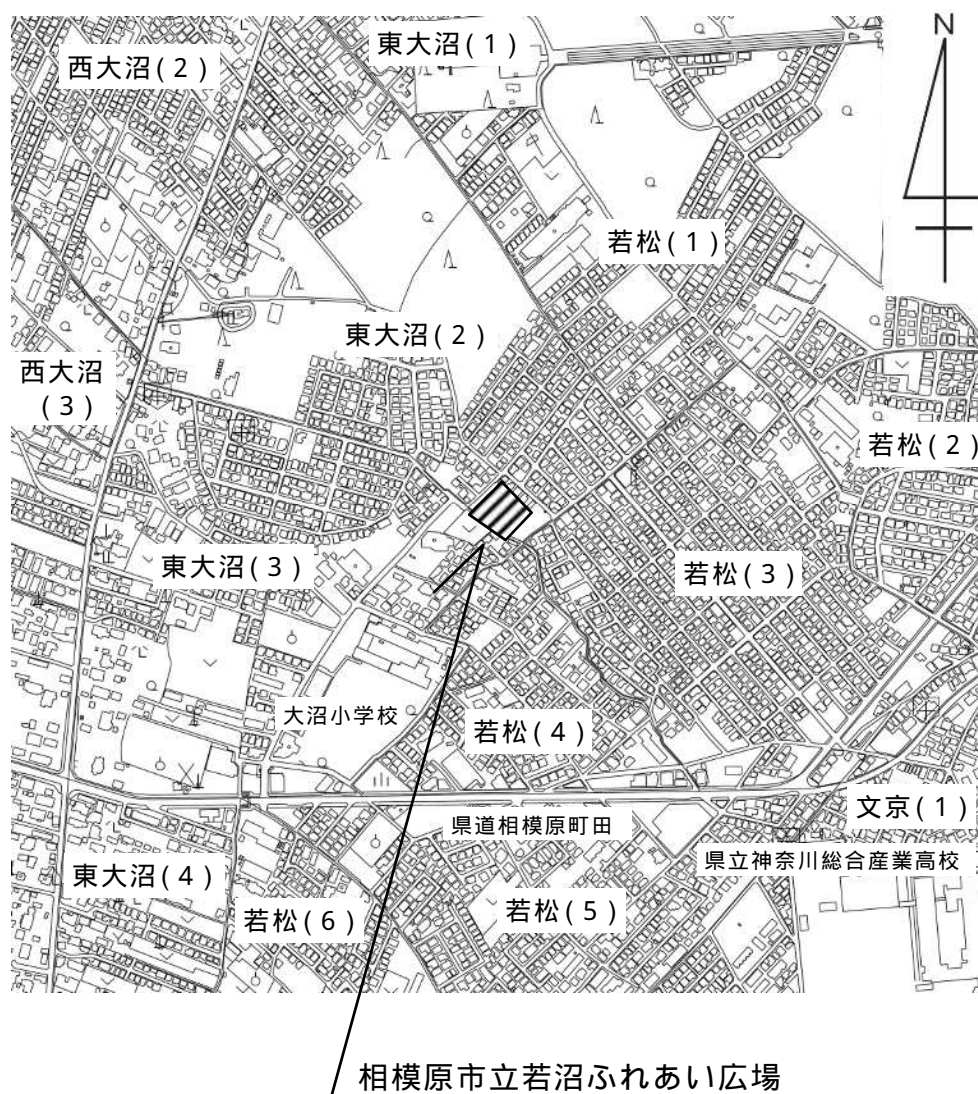 東大沼(1)
N
西大沼(2)
若松(1)
東大沼(2)
西大沼
(3)
若松(2)
東大沼(3)
若松(3)
大沼小学校
若松(4)
文京(1)
県道相模原町田
県立神奈川総合産業高校
東大沼(4)
若松(6)
若松(5)
相模原市立若沼ふれあい広場